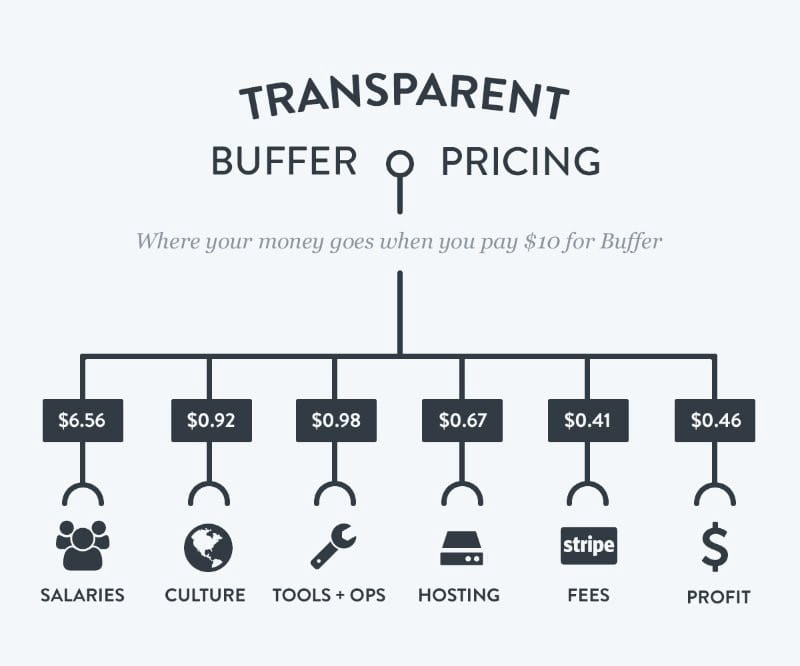 TRANSPARENT
BUFFER PRICING
Where your money goes when you pay $10 for Buffer
$6.56 $0.92 $0.98 $0.67 $0.41 $0.46
stripe
SALARIES CULTURE TOOLS + OPS HOSTING FEES PROFIT